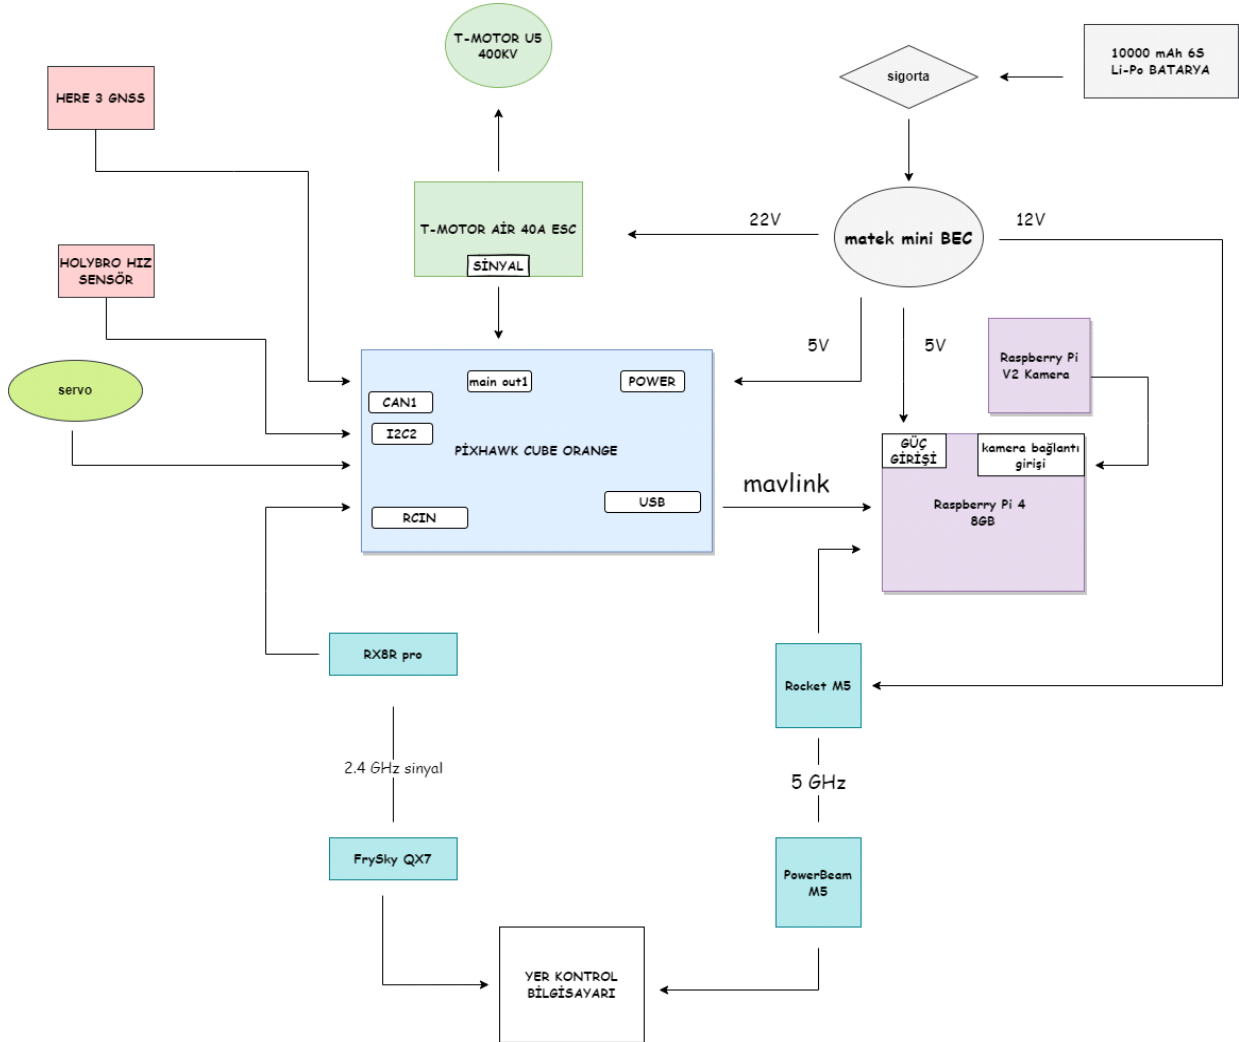 T-MOTOR U5
400KV
10000 mAh 6S
Li-Po BATARYA
sigorta
HERE 3 GNSS
T-MOTOR AİR 40A ESC
SİNYAL
22V
matek mini BEC
12V
HOLYBRO HIZ
SENSÖR
servo
5V
5V
Raspberry Pi
V2 Kamera
main out1
POWER
CAN1
I2C2
PİXHAWK CUBE ORANGE
USB
RCIN
mavlink
GÜÇ
GİRİŞİ
kamera bağlantı
girişi
Raspberry Pi 4
8GB
RX8R pro
Rocket M5
2.4 GHz sinyal
5 GHz
FrySky QX7
PowerBeam
M5
YER KONTROL
BİLGİSAYARI